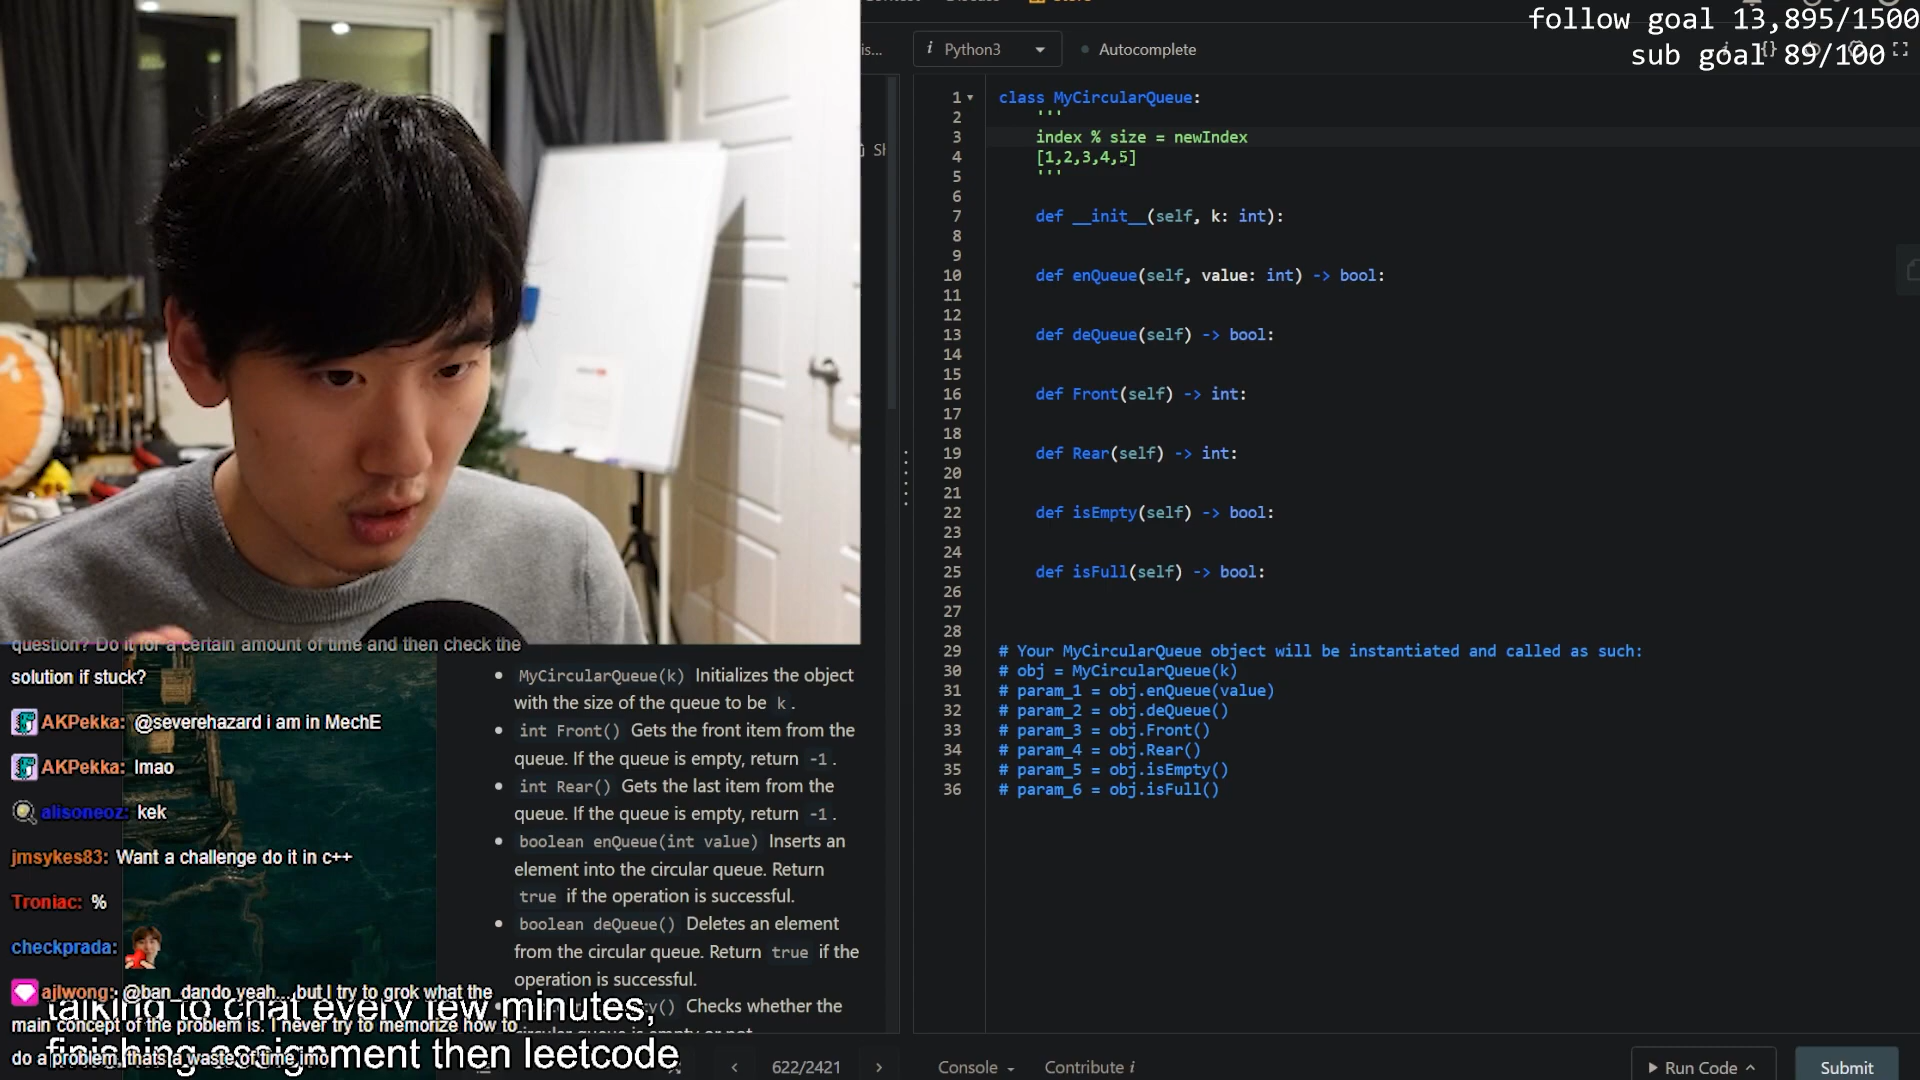 follow goal 13,895/1500
sub goal 89/100
is...
i Python3
Autocomplete
Sh
1 class MyCircularQueue:
2 '''
3 index % size = newIndex
4 [1,2,3,4,5]
5 '''
6
7 def __init__(self, k: int):
8
9
10 def enQueue(self, value: int) -> bool:
11
12
13 def deQueue(self) -> bool:
14
15
16 def Front(self) -> int:
17
18
19 def Rear(self) -> int:
20
21
22 def isEmpty(self) -> bool:
23
24
25 def isFull(self) -> bool:
26
27
28
29 # Your MyCircularQueue object will be instantiated and called as such:
30 # obj = MyCircularQueue(k)
31 # param_1 = obj.enQueue(value)
32 # param_2 = obj.deQueue()
33 # param_3 = obj.Front()
34 # param_4 = obj.Rear()
35 # param_5 = obj.isEmpty()
36 # param_6 = obj.isFull()
question? Do it for a certain amount of time and then check the
solution if stuck?
AKPekka: @severehazard i am in MechE
AKPekka: lmao
alisoneoz: kek
jmsykes83: Want a challenge do it in c++
Troniac: %
checkprada:
ajlwong: @ban_dando yeah... but I try to grok what the
main concept of the problem is. I never try to memorize how to
do a problem, thats a waste of time imo
talking to chat every few minutes,
finishing assignment then leetcode
MyCircularQueue(k) Initializes the object
with the size of the queue to be k.
int Front() Gets the front item from the
queue. If the queue is empty, return -1.
int Rear() Gets the last item from the
queue. If the queue is empty, return -1.
boolean enQueue(int value) Inserts an
element into the circular queue. Return
true if the operation is successful.
boolean deQueue() Deletes an element
from the circular queue. Return true if the
operation is successful.
Checks whether the
circular queue is empty or not.
< 622/2421 >
Console
Contribute i
Run Code
Submit